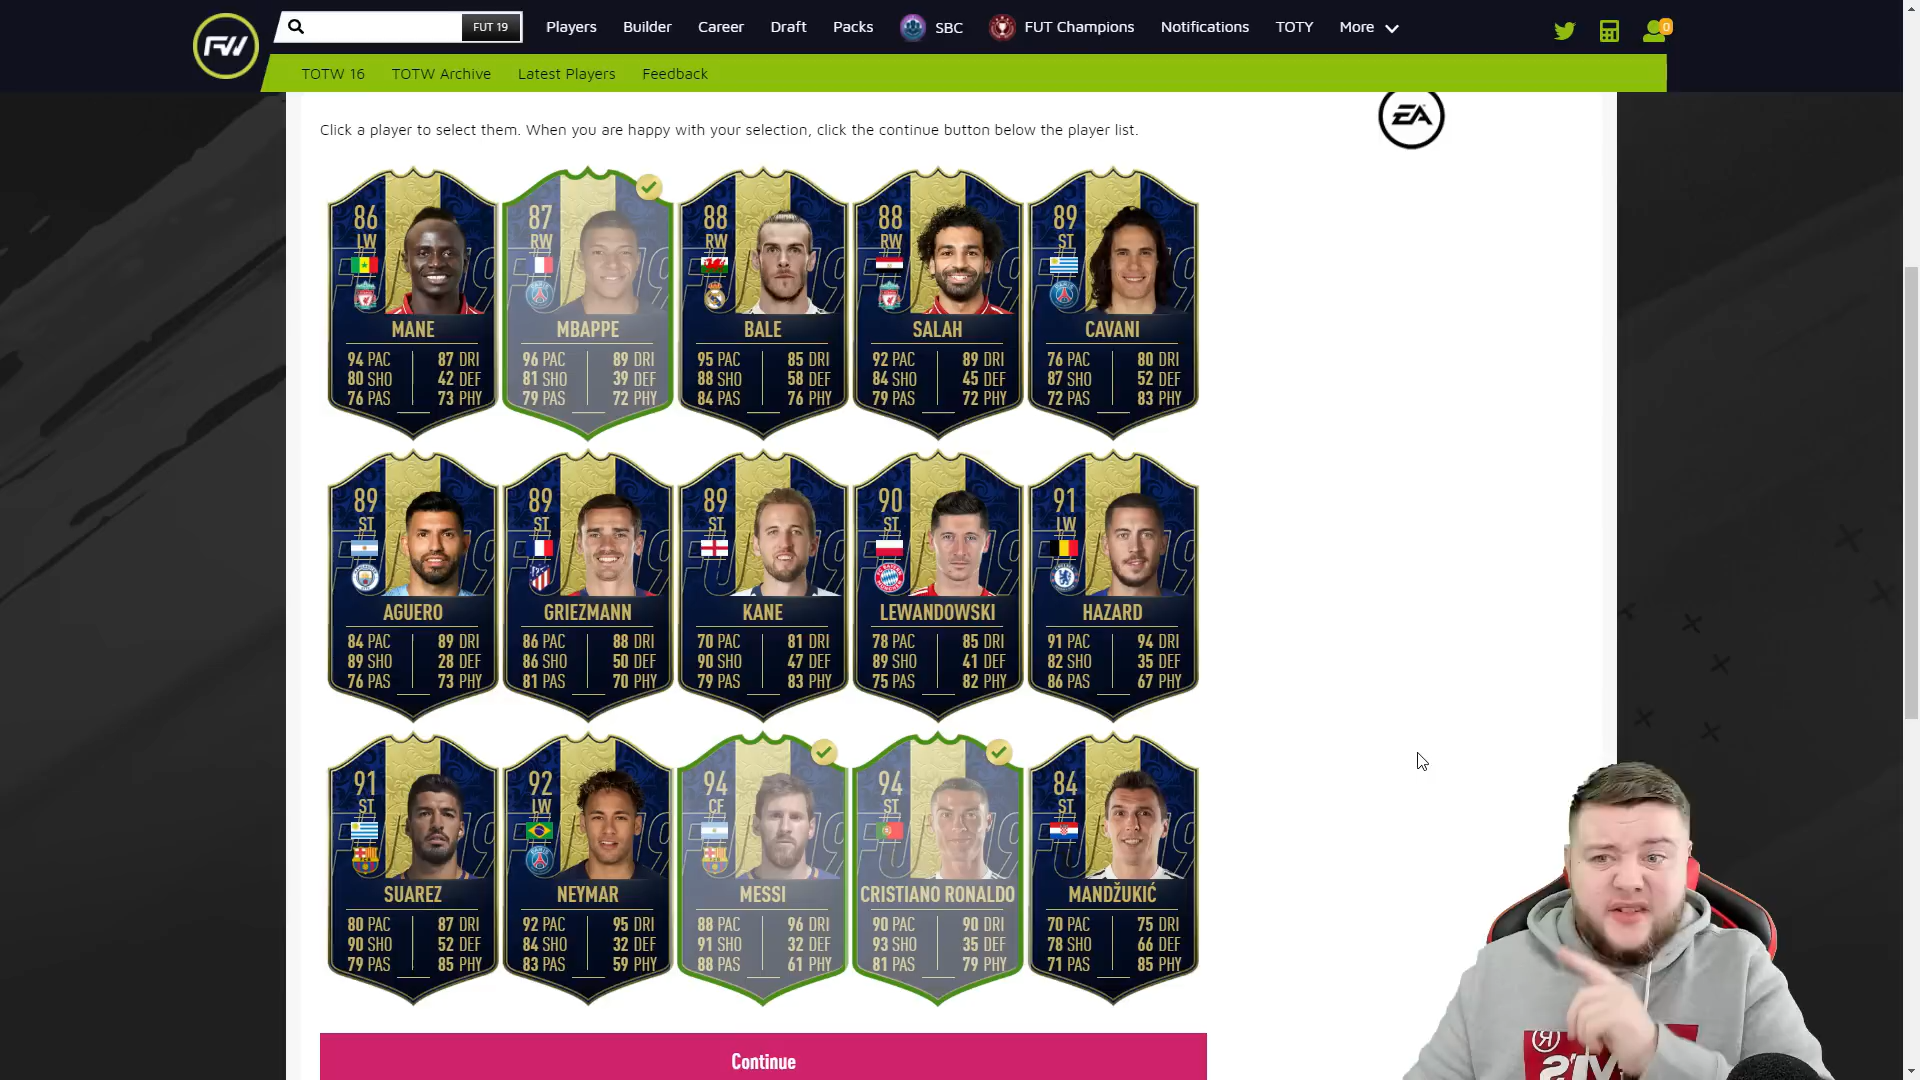 FW
FUT 19
Players Builder Career Draft Packs SBC FUT Champions Notifications TOTY More
0
TOTW 16 TOTW Archive Latest Players Feedback
EA
Click a player to select them. When you are happy with your selection, click the continue button below the player list.
86 LW
MANE
94 PAC 87 DRI
80 SHO 42 DEF
76 PAS 73 PHY
87 RW
MBAPPE
96 PAC 89 DRI
81 SHO 39 DEF
79 PAS 72 PHY
88 RW
BALE
95 PAC 85 DRI
88 SHO 58 DEF
84 PAS 76 PHY
88 RW
SALAH
92 PAC 89 DRI
84 SHO 45 DEF
79 PAS 72 PHY
89 ST
CAVANI
76 PAC 80 DRI
87 SHO 52 DEF
72 PAS 83 PHY
89 ST
AGUERO
84 PAC 89 DRI
89 SHO 28 DEF
76 PAS 73 PHY
89 ST
GRIEZMANN
86 PAC 88 DRI
86 SHO 50 DEF
81 PAS 70 PHY
89 ST
KANE
70 PAC 81 DRI
90 SHO 47 DEF
79 PAS 83 PHY
90 ST
LEWANDOWSKI
78 PAC 85 DRI
89 SHO 41 DEF
75 PAS 82 PHY
91 LW
HAZARD
91 PAC 94 DRI
82 SHO 35 DEF
86 PAS 67 PHY
91 ST
SUAREZ
80 PAC 87 DRI
90 SHO 52 DEF
79 PAS 85 PHY
92 LW
NEYMAR
92 PAC 95 DRI
84 SHO 32 DEF
83 PAS 59 PHY
94 CF
MESSI
88 PAC 96 DRI
91 SHO 32 DEF
88 PAS 61 PHY
94 ST
CRISTIANO RONALDO
90 PAC 90 DRI
93 SHO 35 DEF
81 PAS 79 PHY
84 ST
MANDŽUKIĆ
70 PAC 75 DRI
78 SHO 66 DEF
71 PAS 85 PHY
Continue